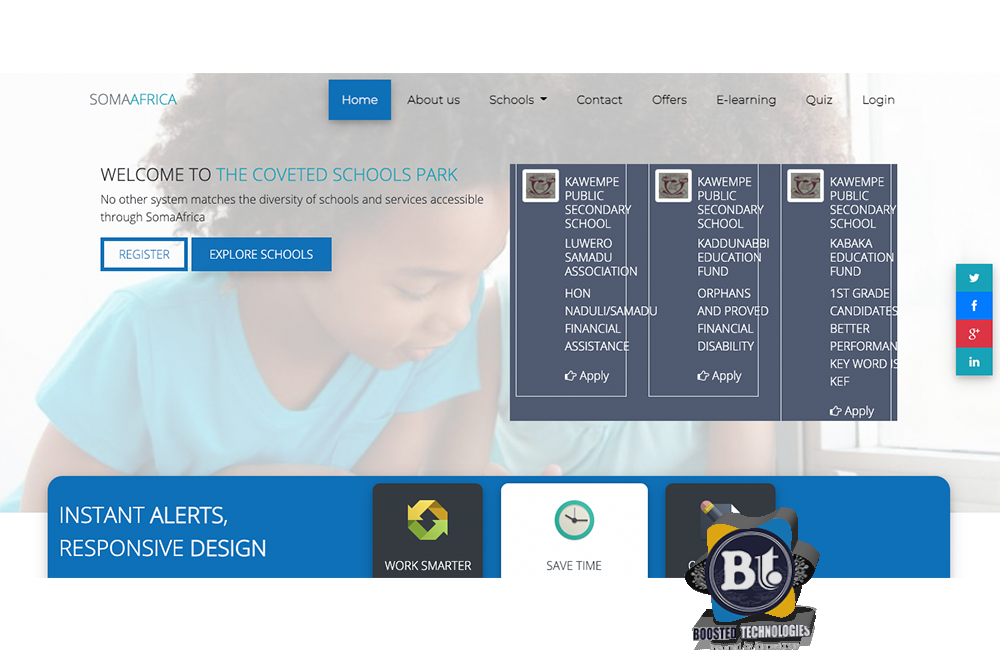 SOMAAFRICA
Home
About us
Schools
Contact
Offers
E-learning
Quiz
Login
WELCOME TO THE COVETED SCHOOLS PARK
No other system matches the diversity of schools and services accessible
through SomaAfrica
REGISTER
EXPLORE SCHOOLS
KAWEMPE
PUBLIC
SECONDARY
SCHOOL
LUWERO
SAMADU
ASSOCIATION
HON
NADULI/SAMADU
FINANCIAL
ASSISTANCE
Apply
KAWEMPE
PUBLIC
SECONDARY
SCHOOL
KADDUNABBI
EDUCATION
FUND
ORPHANS
AND PROVED
FINANCIAL
DISABILITY
Apply
KAWEMPE
PUBLIC
SECONDARY
SCHOOL
KABAKA
EDUCATION
FUND
1ST GRADE
CANDIDATES
BETTER
PERFORMAN
KEY WORD IS
KEF
Apply
INSTANT ALERTS,
RESPONSIVE DESIGN
WORK SMARTER
SAVE TIME
Bt.
BOOSTED TECHNOLOGIES